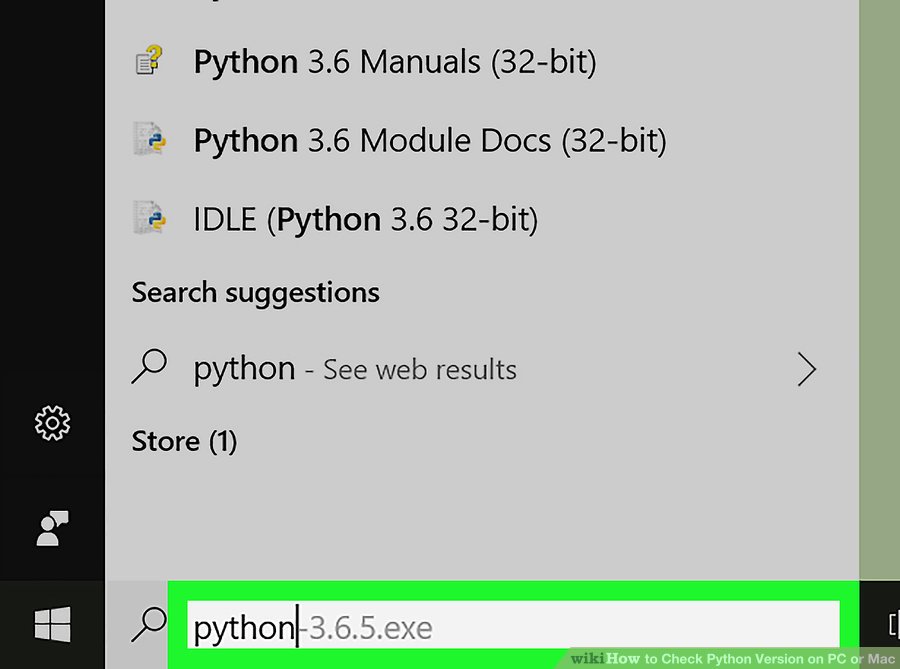 Python 3.6 Manuals (32-bit)
Python 3.6 Module Docs (32-bit)
IDLE (Python 3.6 32-bit)
Search suggestions
python - See web results
Store (1)
python-3.6.5.exe
wikiHow to Check Python Version on PC or Mac